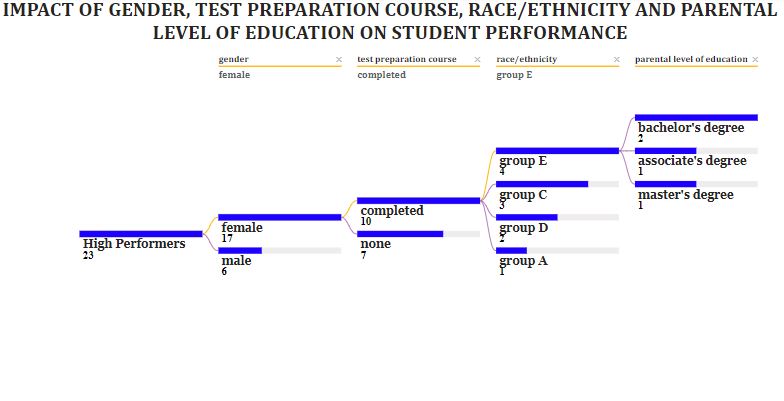 IMPACT OF GENDER, TEST PREPARATION COURSE, RACE/ETHNICITY AND PARENTAL
LEVEL OF EDUCATION ON STUDENT PERFORMANCE
gender ×
female
test preparation course ×
completed
race/ethnicity ×
group E
parental level of education ×
High Performers
23
female
17
male
6
completed
10
none
7
group E
4
group C
3
group D
2
group A
1
bachelor's degree
2
associate's degree
1
master's degree
1